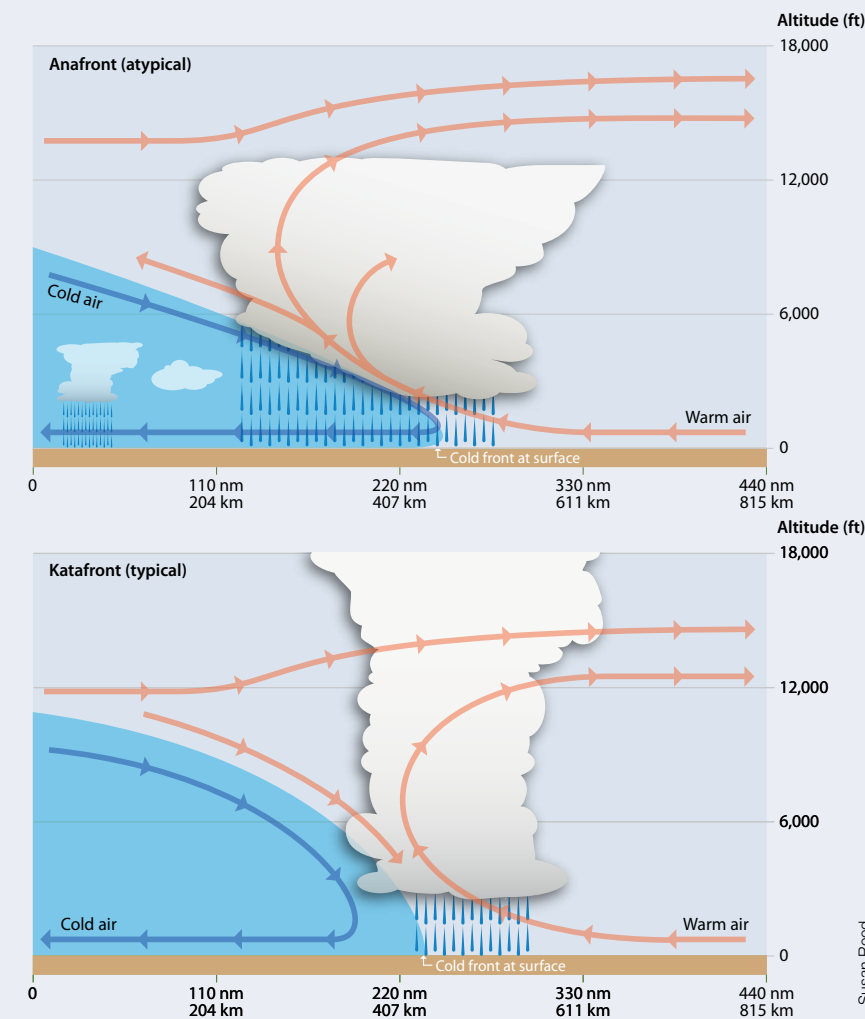 Altitude (ft)
18,000
Anafront (atypical)
12,000
Cold air
6,000
Warm air
0
Cold front at surface
0
110 nm
204 km
220 nm
407 km
330 nm
611 km
440 nm
815 km
Altitude (ft)
18,000
Katafront (typical)
12,000
6,000
Cold air
Warm air
0
Cold front at surface
0
110 nm
204 km
220 nm
407 km
330 nm
611 km
440 nm
815 km
Susan Reed